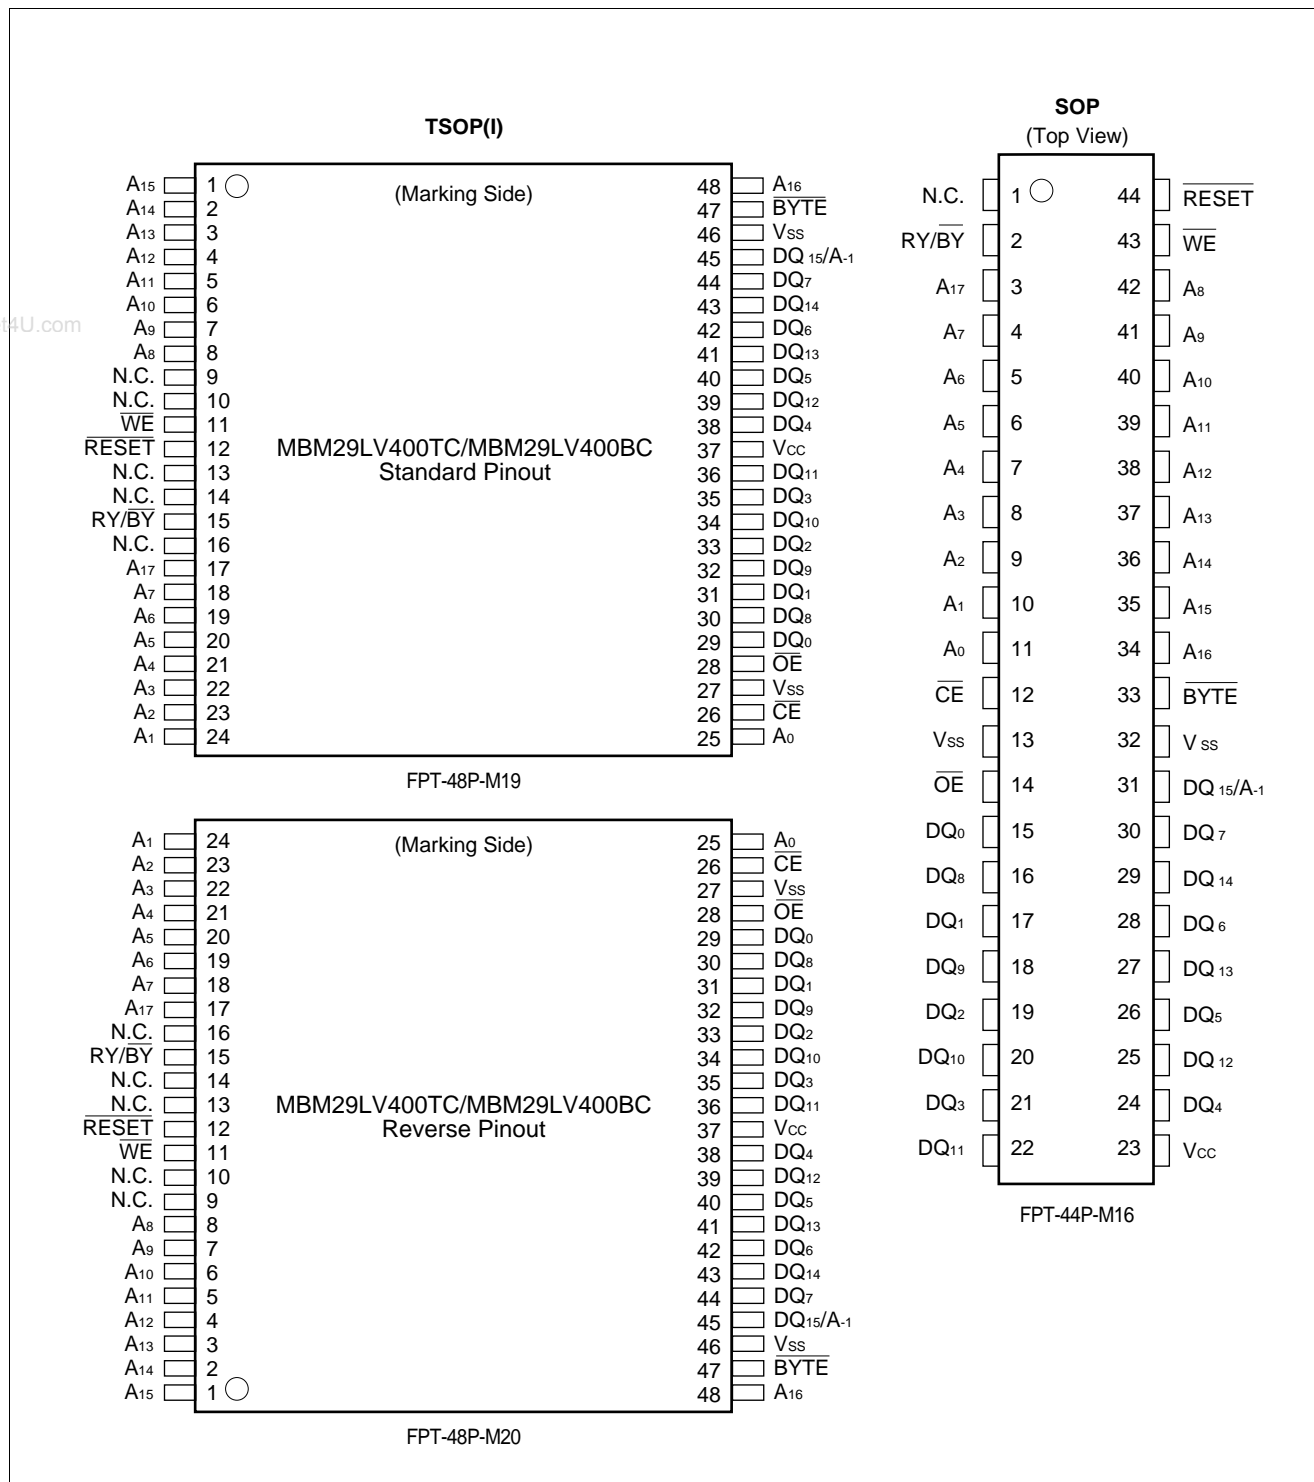 TSOP(I)
(Marking Side)
A15 1 48 A16
A14 2 47 BYTE
A13 3 46 VSS
A12 4 45 DQ 15/A-1
A11 5 44 DQ7
A10 6 43 DQ14
A9 7 42 DQ6
A8 8 41 DQ13
N.C. 9 40 DQ5
N.C. 10 39 DQ12
WE 11 38 DQ4
RESET 12 MBM29LV400TC/MBM29LV400BC 37 VCC
N.C. 13 Standard Pinout 36 DQ11
N.C. 14 35 DQ3
RY/BY 15 34 DQ10
N.C. 16 33 DQ2
A17 17 32 DQ9
A7 18 31 DQ1
A6 19 30 DQ8
A5 20 29 DQ0
A4 21 28 OE
A3 22 27 VSS
A2 23 26 CE
A1 24 25 A0
FPT-48P-M19
(Marking Side)
A1 24 25 A0
A2 23 26 CE
A3 22 27 VSS
A4 21 28 OE
A5 20 29 DQ0
A6 19 30 DQ8
A7 18 31 DQ1
A17 17 32 DQ9
N.C. 16 33 DQ2
RY/BY 15 34 DQ10
N.C. 14 35 DQ3
N.C. 13 MBM29LV400TC/MBM29LV400BC 36 DQ11
RESET 12 Reverse Pinout 37 VCC
WE 11 38 DQ4
N.C. 10 39 DQ12
N.C. 9 40 DQ5
A8 8 41 DQ13
A9 7 42 DQ6
A10 6 43 DQ14
A11 5 44 DQ7
A12 4 45 DQ15/A-1
A13 3 46 VSS
A14 2 47 BYTE
A15 1 48 A16
FPT-48P-M20
SOP
(Top View)
N.C. 1 44 RESET
RY/BY 2 43 WE
A17 3 42 A8
A7 4 41 A9
A6 5 40 A10
A5 6 39 A11
A4 7 38 A12
A3 8 37 A13
A2 9 36 A14
A1 10 35 A15
A0 11 34 A16
CE 12 33 BYTE
VSS 13 32 V SS
OE 14 31 DQ 15/A-1
DQ0 15 30 DQ 7
DQ8 16 29 DQ 14
DQ1 17 28 DQ 6
DQ9 18 27 DQ 13
DQ2 19 26 DQ5
DQ10 20 25 DQ 12
DQ3 21 24 DQ4
DQ11 22 23 VCC
FPT-44P-M16
t4U.com